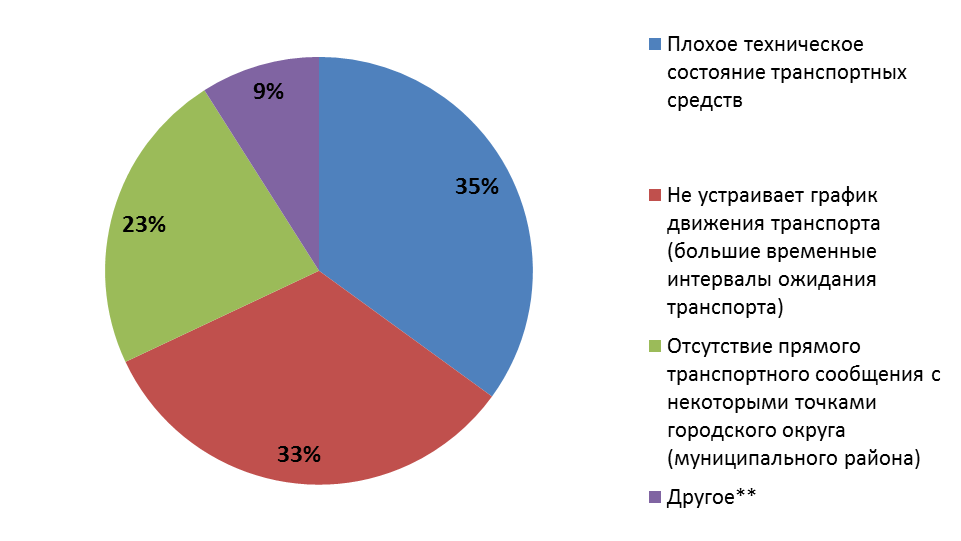 9%
35%
23%
33%
Плохое техническое
состояние транспортных
средств
Не устраивает график
движения транспорта
(большие временные
интервалы ожидания
транспорта)
Отсутствие прямого
транспортного сообщения с
некоторыми точками
городского округа
(муниципального района)
Другое**